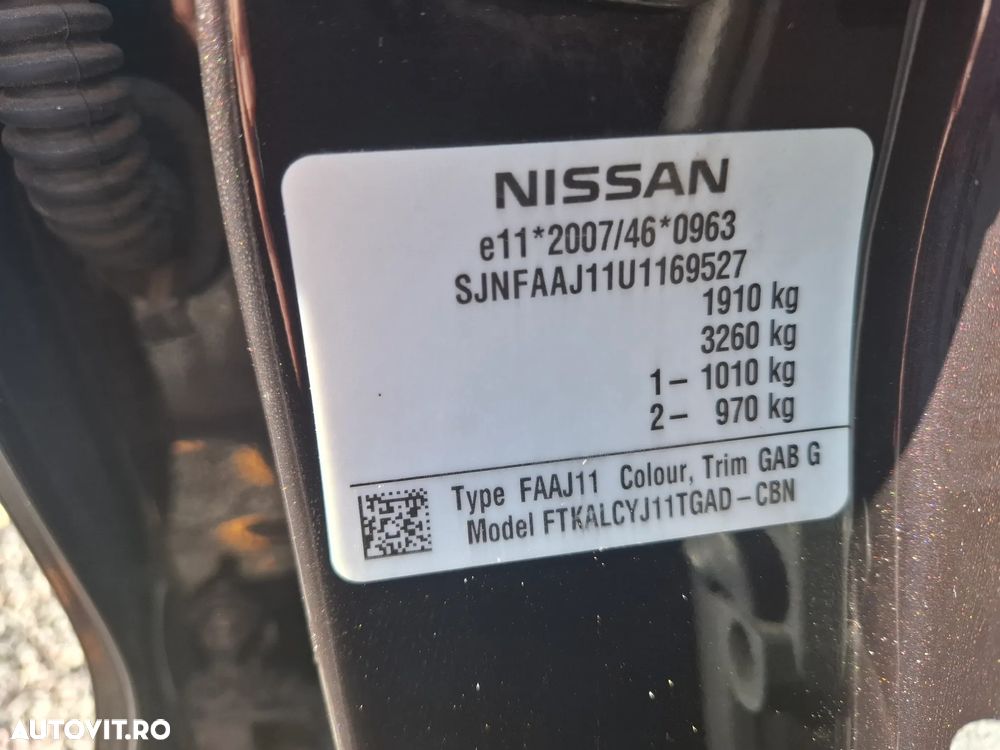 NISSAN
e11*2007/46*0963
SJNFAAJ11U1169527
1910 kg
3260 kg
1- 1010 kg
2- 970 kg
Type FAAJ11 Colour, Trim GAB G
Model FTKALCYJ11TGAD-CBN
AUTOVIT.RO